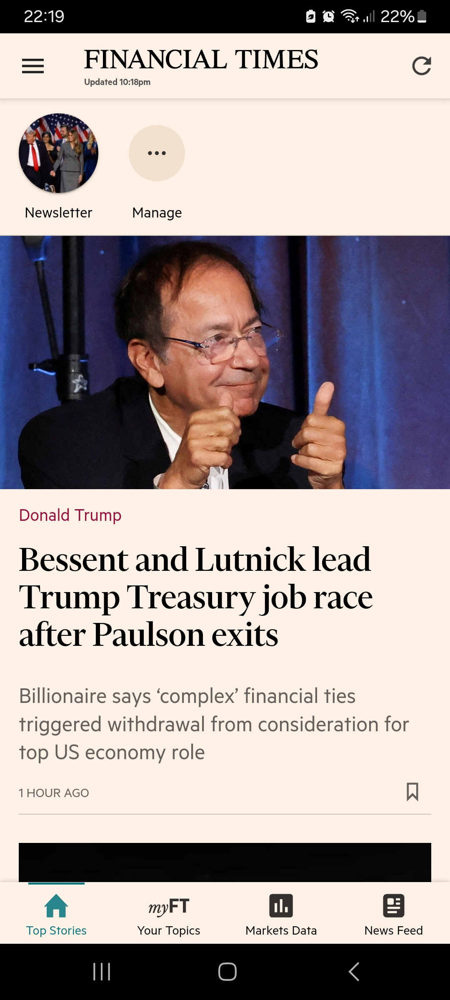 22:19
22%
FINANCIAL TIMES
Updated 10:18pm
Newsletter
Manage
Donald Trump
Bessent and Lutnick lead
Trump Treasury job race
after Paulson exits
Billionaire says ‘complex’ financial ties
triggered withdrawal from consideration for
top US economy role
1 HOUR AGO
myFT
Top Stories
Your Topics
Markets Data
News Feed